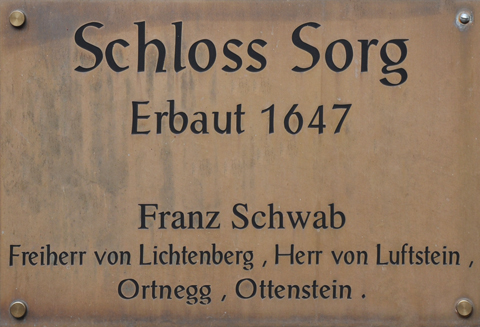 Schloss Sorg
Erbaut 1647
Franz Schwab
Freiherr von Lichtenberg , Herr von Luftstein ,
Ortnegg , Ottenstein .